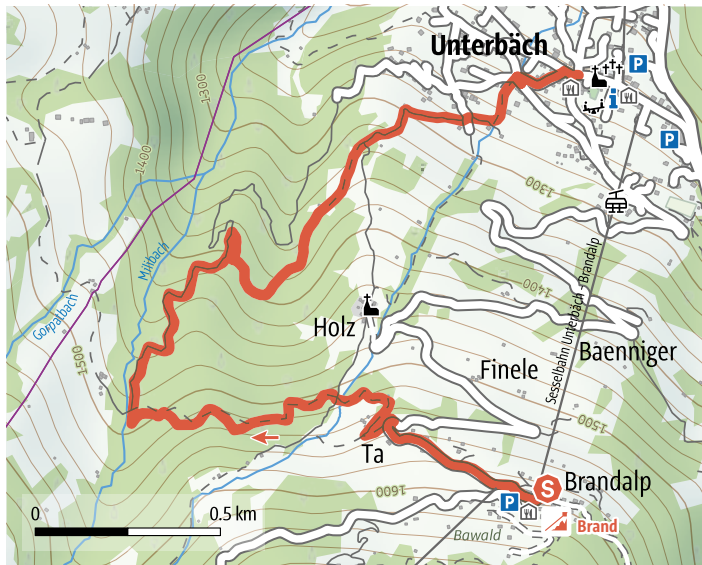 Unterbäch
P
i
P
1300
1400
1300
Milibach
Gorpatbach
1500
Holz
1400
Sesselbahn Unterbäch - Brandalp
Baenniger
Finele
1500
Ta
1600
S
Brandalp
P
Brand
Bawald
0
0.5 km